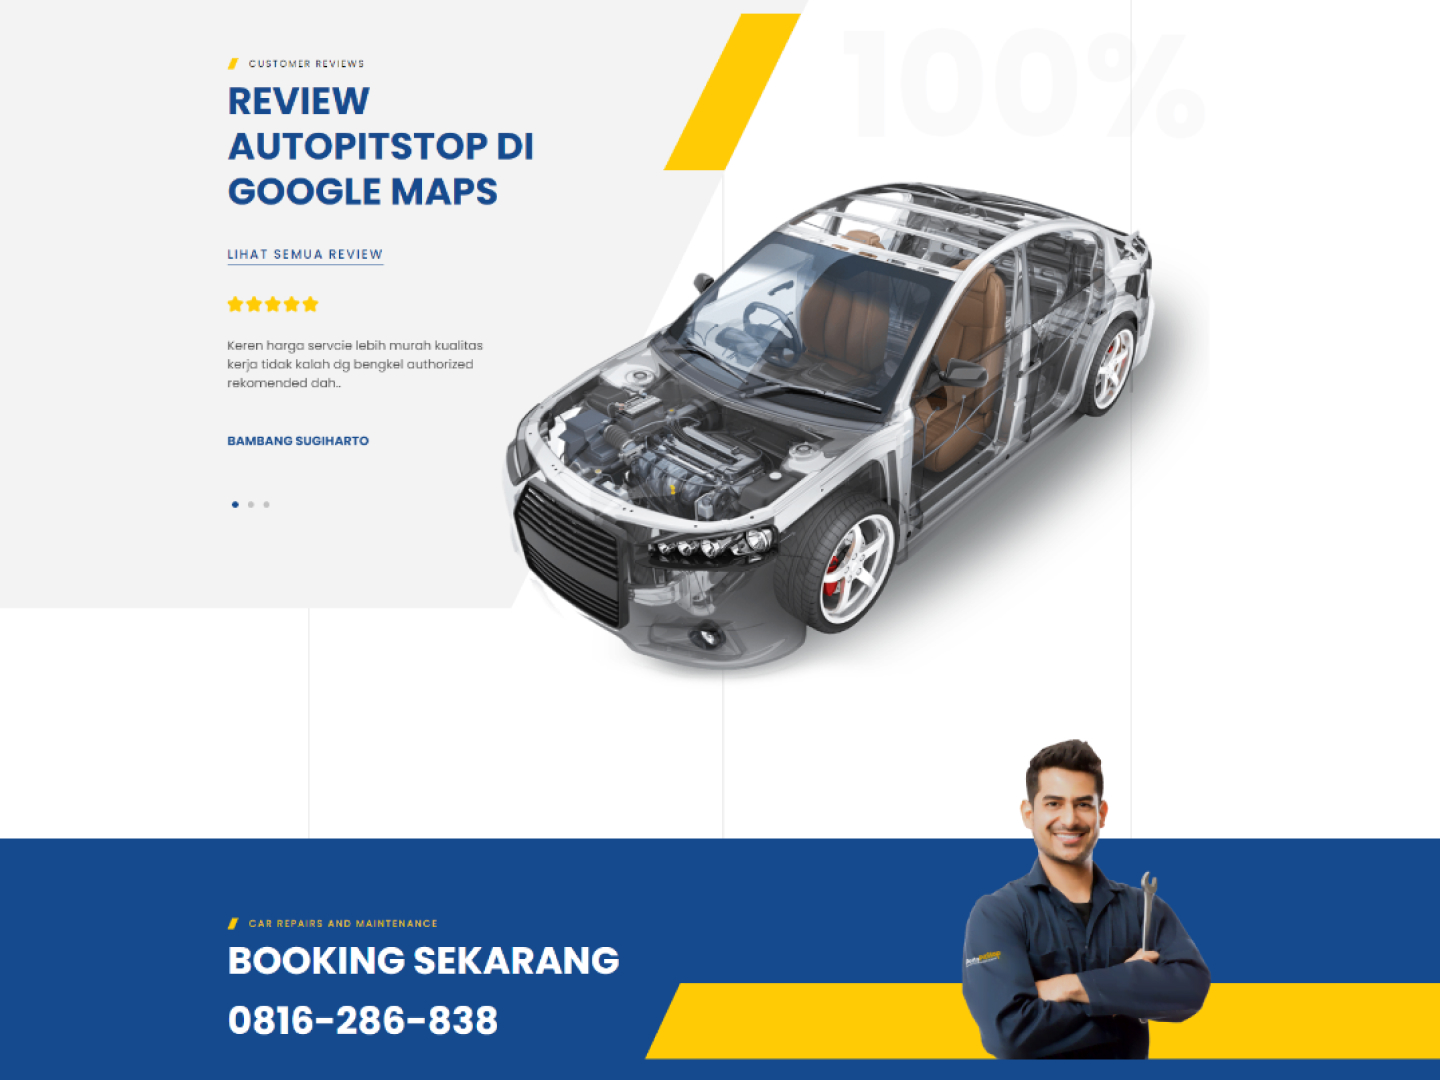 100%
CUSTOMER REVIEWS
REVIEW
AUTOPITSTOP DI
GOOGLE MAPS
LIHAT SEMUA REVIEW
Keren harga servcie lebih murah kualitas
kerja tidak kalah dg bengkel authorized
rekomended dah..
BAMBANG SUGIHARTO
CAR REPAIRS AND MAINTENANCE
BOOKING SEKARANG
0816-286-838